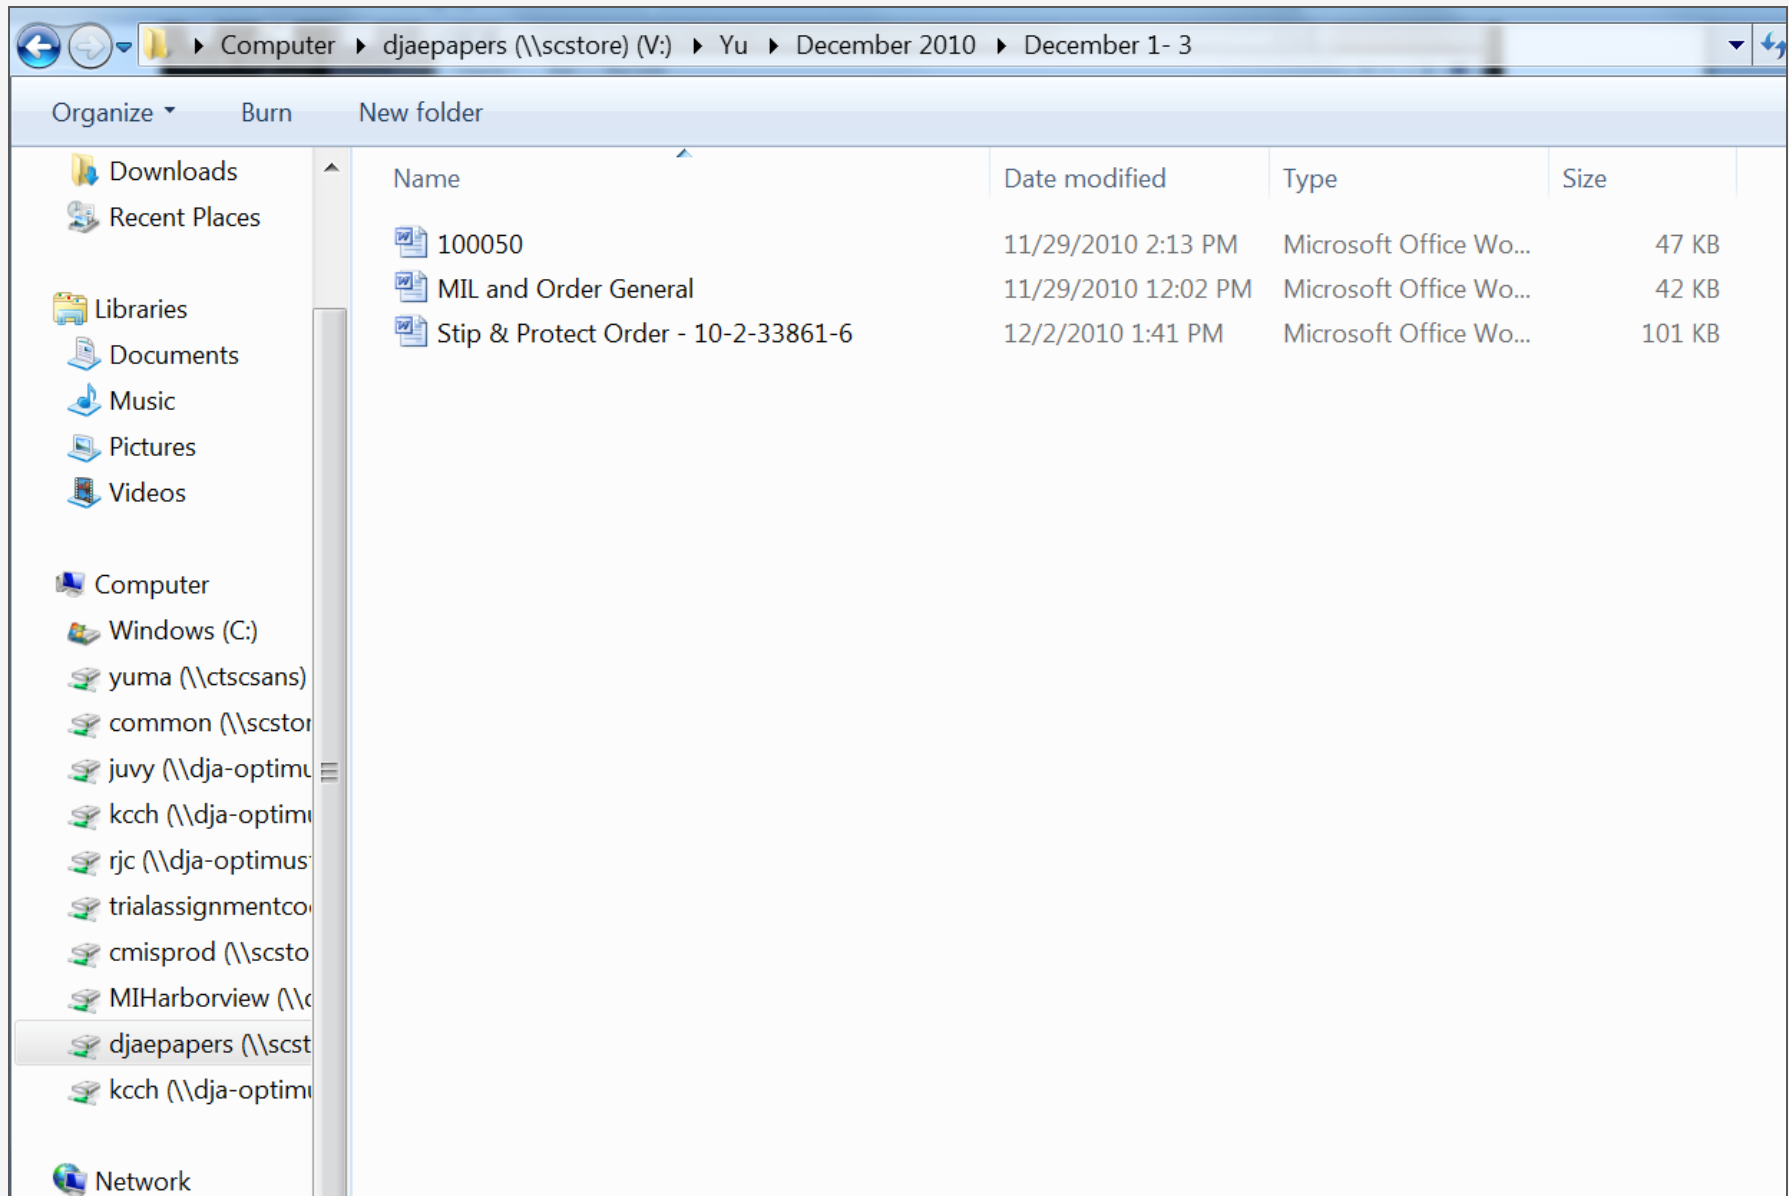 Computer djaepapers (\\scstore) (V:) Yu December 2010 December 1- 3
Organize Burn New folder
Downloads
Recent Places
Libraries
Documents
Music
Pictures
Videos
Computer
Windows (C:)
yuma (\\ctscsans)
common (\\scstor
juvy (\\dja-optimu
kcch (\\dja-optimu
rjc (\\dja-optimus
trialassignmentco
cmisprod (\\scsto
MIHarborview (\\c
djaepapers (\\scst
kcch (\\dja-optimu
Network
Name Date modified Type Size
100050 11/29/2010 2:13 PM Microsoft Office Wo... 47 KB
MIL and Order General 11/29/2010 12:02 PM Microsoft Office Wo... 42 KB
Stip & Protect Order - 10-2-33861-6 12/2/2010 1:41 PM Microsoft Office Wo... 101 KB